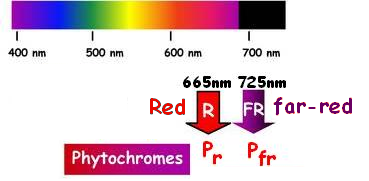 400 nm 500 nm 600 nm 700 nm
665nm 725nm
Red R FR far-red
Phytochromes Pr Pfr